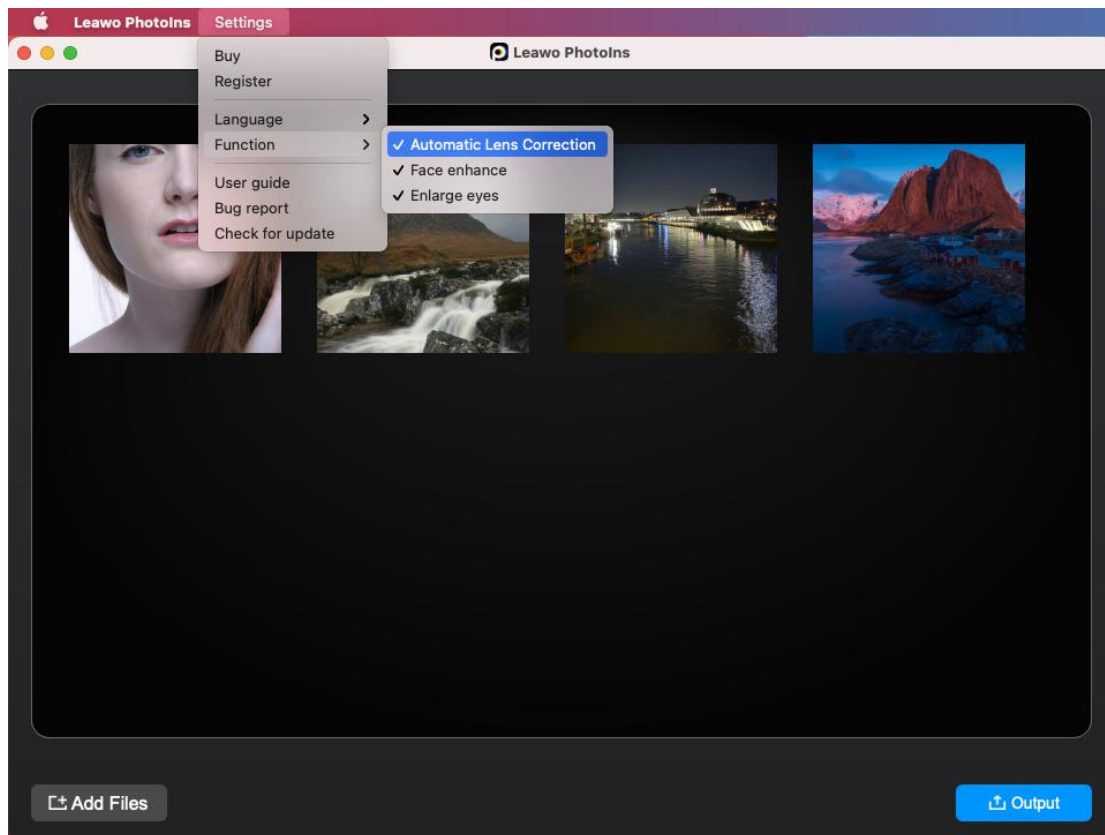 Leawo PhotoIns Settings
Leawo PhotoIns
Buy
Register
Language
Function
Automatic Lens Correction
Face enhance
Enlarge eyes
User guide
Bug report
Check for update
Add Files
Output